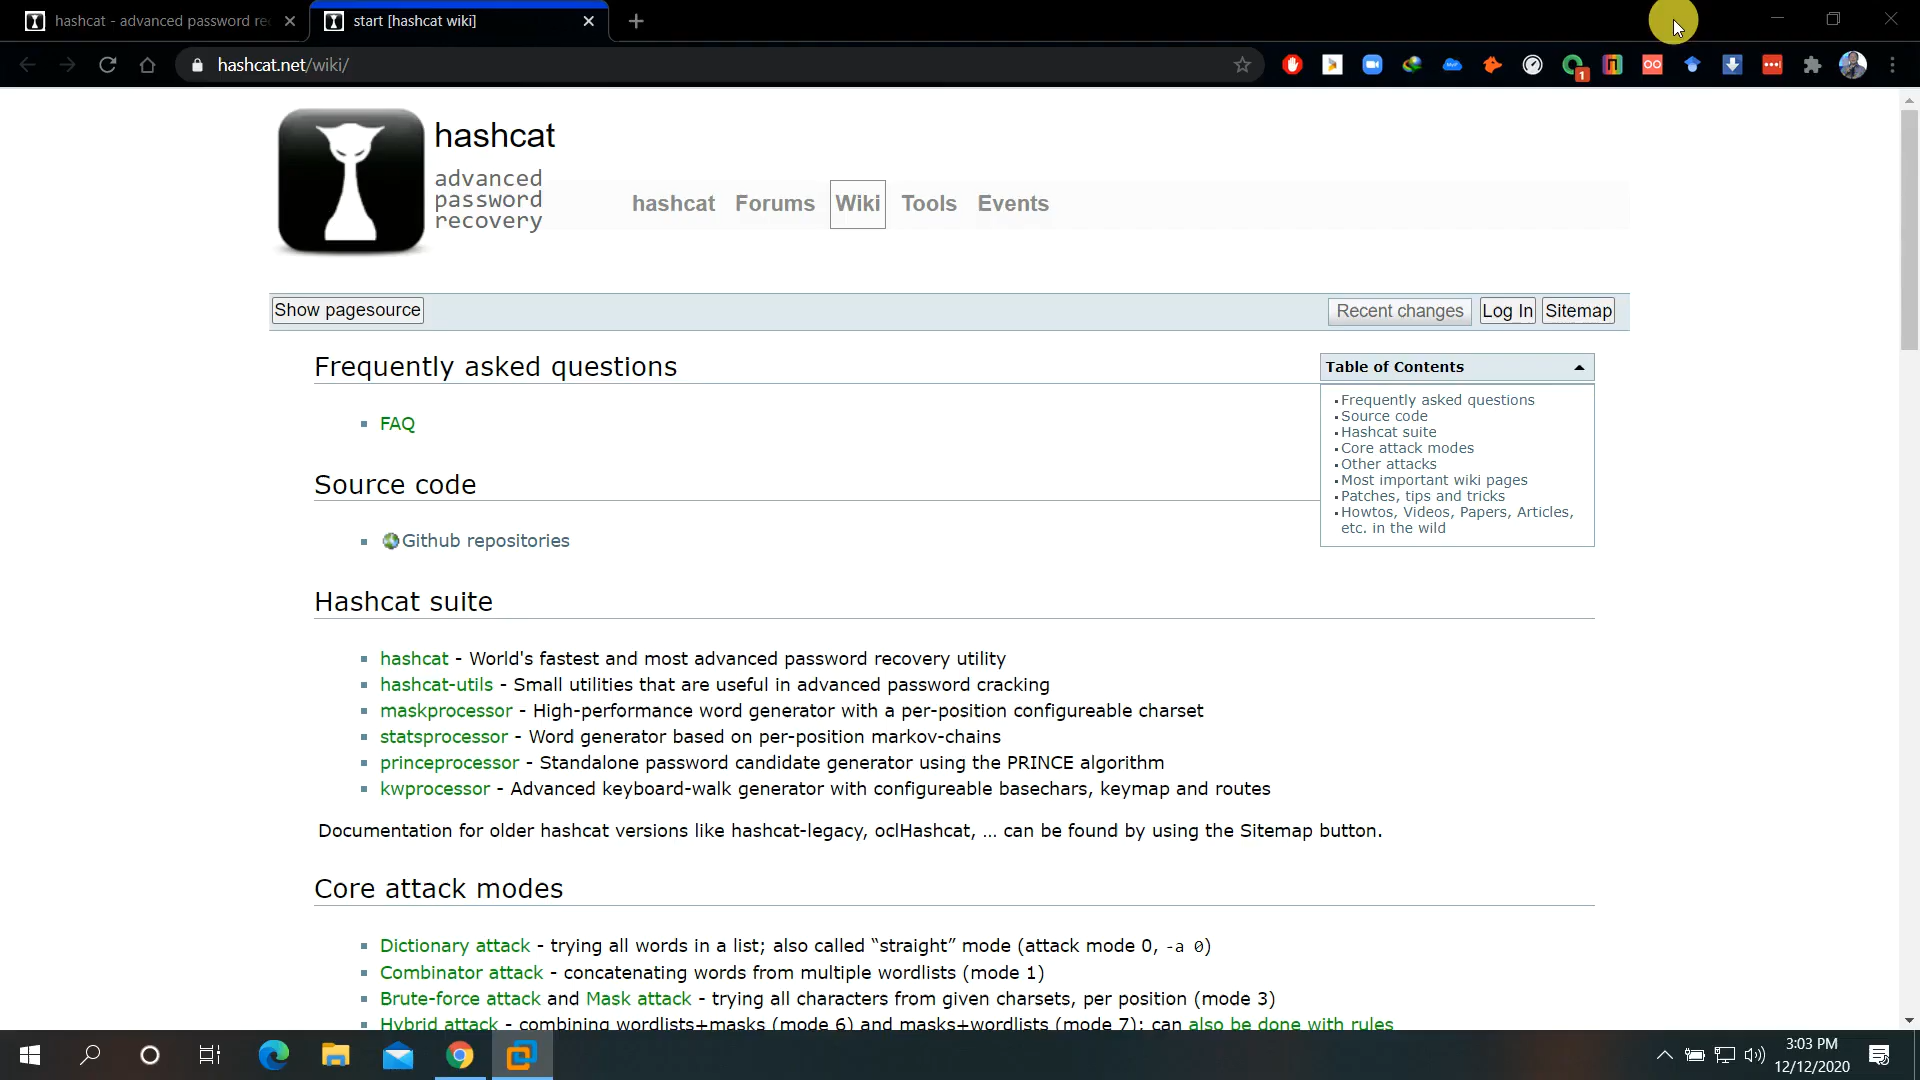 hashcat - advanced password re
start [hashcat wiki]
hashcat.net/wiki/
1
hashcat
advanced
password
recovery
hashcat Forums Wiki Tools Events
Show pagesource
Recent changes Log In Sitemap
Frequently asked questions
FAQ
Source code
Github repositories
Table of Contents
Frequently asked questions
Source code
Hashcat suite
Core attack modes
Other attacks
Most important wiki pages
Patches, tips and tricks
Howtos, Videos, Papers, Articles,
etc. in the wild
Hashcat suite
hashcat - World's fastest and most advanced password recovery utility
hashcat-utils - Small utilities that are useful in advanced password cracking
maskprocessor - High-performance word generator with a per-position configureable charset
statsprocessor - Word generator based on per-position markov-chains
princeprocessor - Standalone password candidate generator using the PRINCE algorithm
kwprocessor - Advanced keyboard-walk generator with configureable basechars, keymap and routes
Documentation for older hashcat versions like hashcat-legacy, oclHashcat, … can be found by using the Sitemap button.
Core attack modes
Dictionary attack - trying all words in a list; also called “straight” mode (attack mode 0, -a 0)
Combinator attack - concatenating words from multiple wordlists (mode 1)
Brute-force attack and Mask attack - trying all characters from given charsets, per position (mode 3)
Hybrid attack - combining wordlists+masks (mode 6) and masks+wordlists (mode 7); can also be done with rules
3:03 PM
12/12/2020